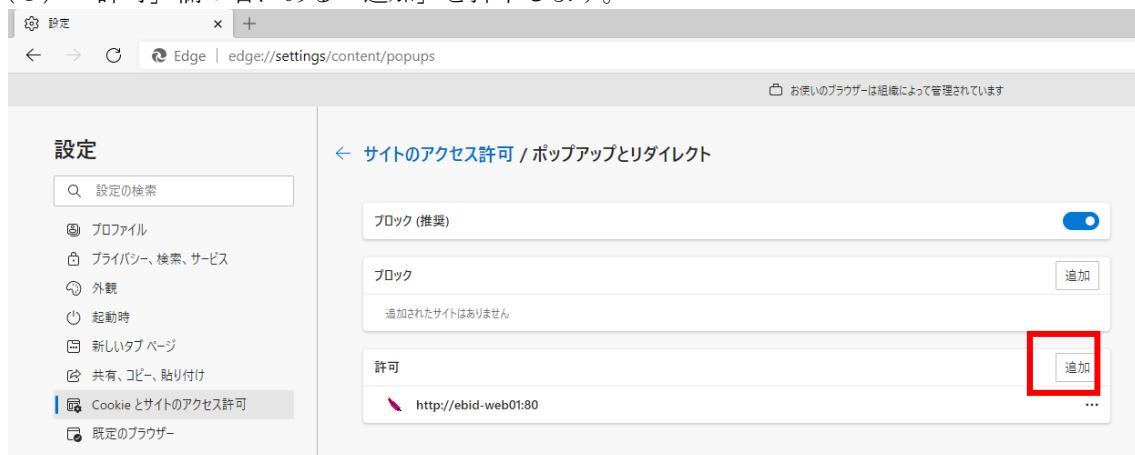 設定
Edge | edge://settings/content/popups
お使いのブラウザーは組織によって管理されています
設定
設定の検索
プロファイル
プライバシー、検索、サービス
外観
起動時
新しいタブ ページ
共有、コピー、貼り付け
Cookie とサイトのアクセス許可
既定のブラウザー
サイトのアクセス許可 / ポップアップとリダイレクト
ブロック (推奨)
ブロック
追加
追加されたサイトはありません
許可
追加
http://ebid-web01:80